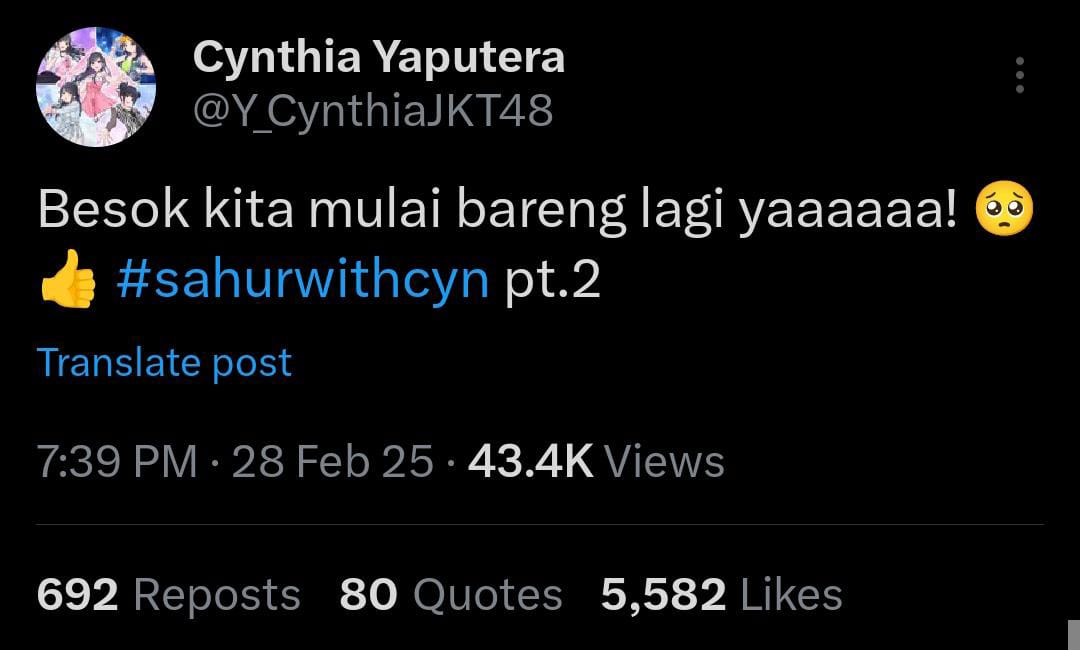 Cynthia Yaputera
@Y_CynthiaJKT48
Besok kita mulai bareng lagi yaaaaaa! 🥺
👍 #sahurwithcyn pt.2
Translate post
7:39 PM · 28 Feb 25 · 43.4K Views
692 Reposts 80 Quotes 5,582 Likes